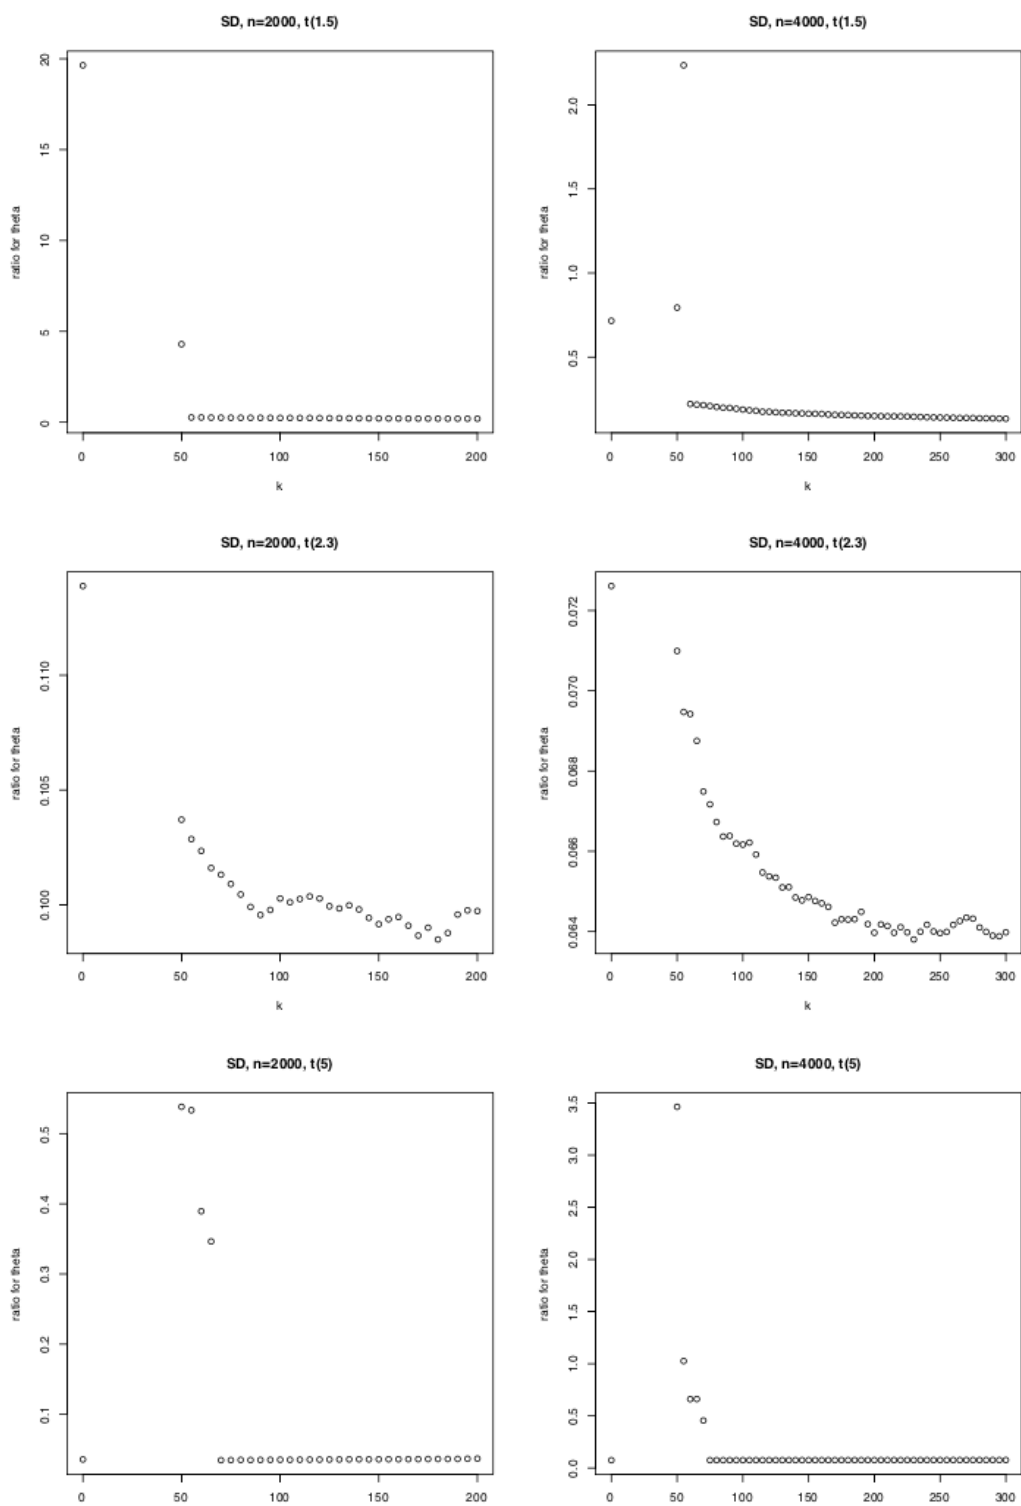 SD, n=2000, t(1.5)
ratio for theta
20
15
10
5
0
0 50 100 150 200
k
SD, n=4000, t(1.5)
ratio for theta
2.0
1.5
1.0
0.5
0 50 100 150 200 250 300
k
SD, n=2000, t(2.3)
ratio for theta
0.110
0.105
0.100
0 50 100 150 200
k
SD, n=4000, t(2.3)
ratio for theta
0.072
0.070
0.068
0.066
0.064
0 50 100 150 200 250 300
k
SD, n=2000, t(5)
ratio for theta
0.5
0.4
0.3
0.2
0.1
0 50 100 150 200
SD, n=4000, t(5)
ratio for theta
3.5
3.0
2.5
2.0
1.5
1.0
0.5
0.0
0 50 100 150 200 250 300